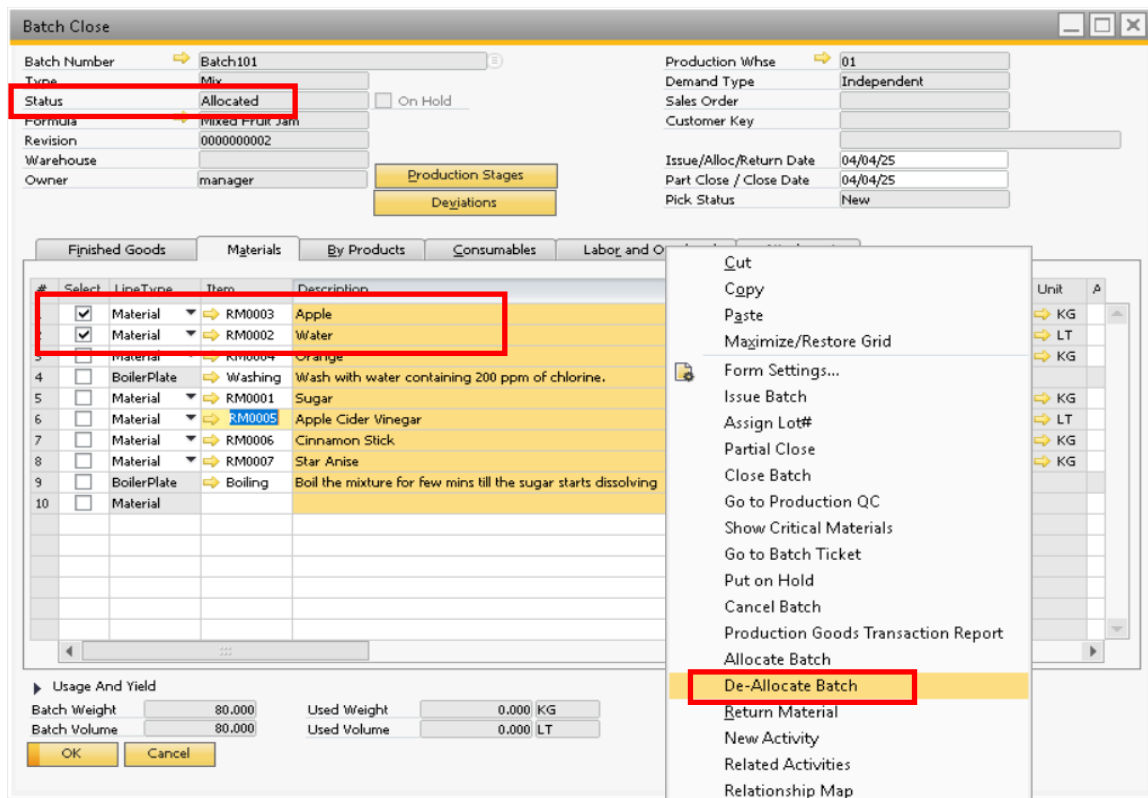 Batch Close
Batch Number Batch101 Production Whse 01
Type Mix Demand Type Independent
Status Allocated On Hold Sales Order
Formula Mixed Fruit Jam Customer Key
Revision 0000000002
Warehouse Issue/Alloc/Return Date 04/04/25
Owner manager Production Stages Part Close / Close Date 04/04/25
Deviations Pick Status New
Finished Goods Materials By Products Consumables Labor and
# Select LineType Item Description Unit A
Material RM0003 Apple KG
Material RM0002 Water LT
3 Material RM0004 Orange KG
4 BoilerPlate Washing Wash with water containing 200 ppm of chlorine.
5 Material RM0001 Sugar KG
6 Material RM0005 Apple Cider Vinegar LT
7 Material RM0006 Cinnamon Stick KG
8 Material RM0007 Star Anise KG
9 BoilerPlate Boiling Boil the mixture for few mins till the sugar starts dissolving
10 Material
Cut
Copy
Paste
Maximize/Restore Grid
Form Settings...
Issue Batch
Assign Lot#
Partial Close
Close Batch
Go to Production QC
Show Critical Materials
Go to Batch Ticket
Put on Hold
Cancel Batch
Production Goods Transaction Report
Allocate Batch
De-Allocate Batch
Return Material
New Activity
Related Activities
Relationship Map
Usage And Yield
Batch Weight 80.000 Used Weight 0.000 KG
Batch Volume 80.000 Used Volume 0.000 LT
OK Cancel